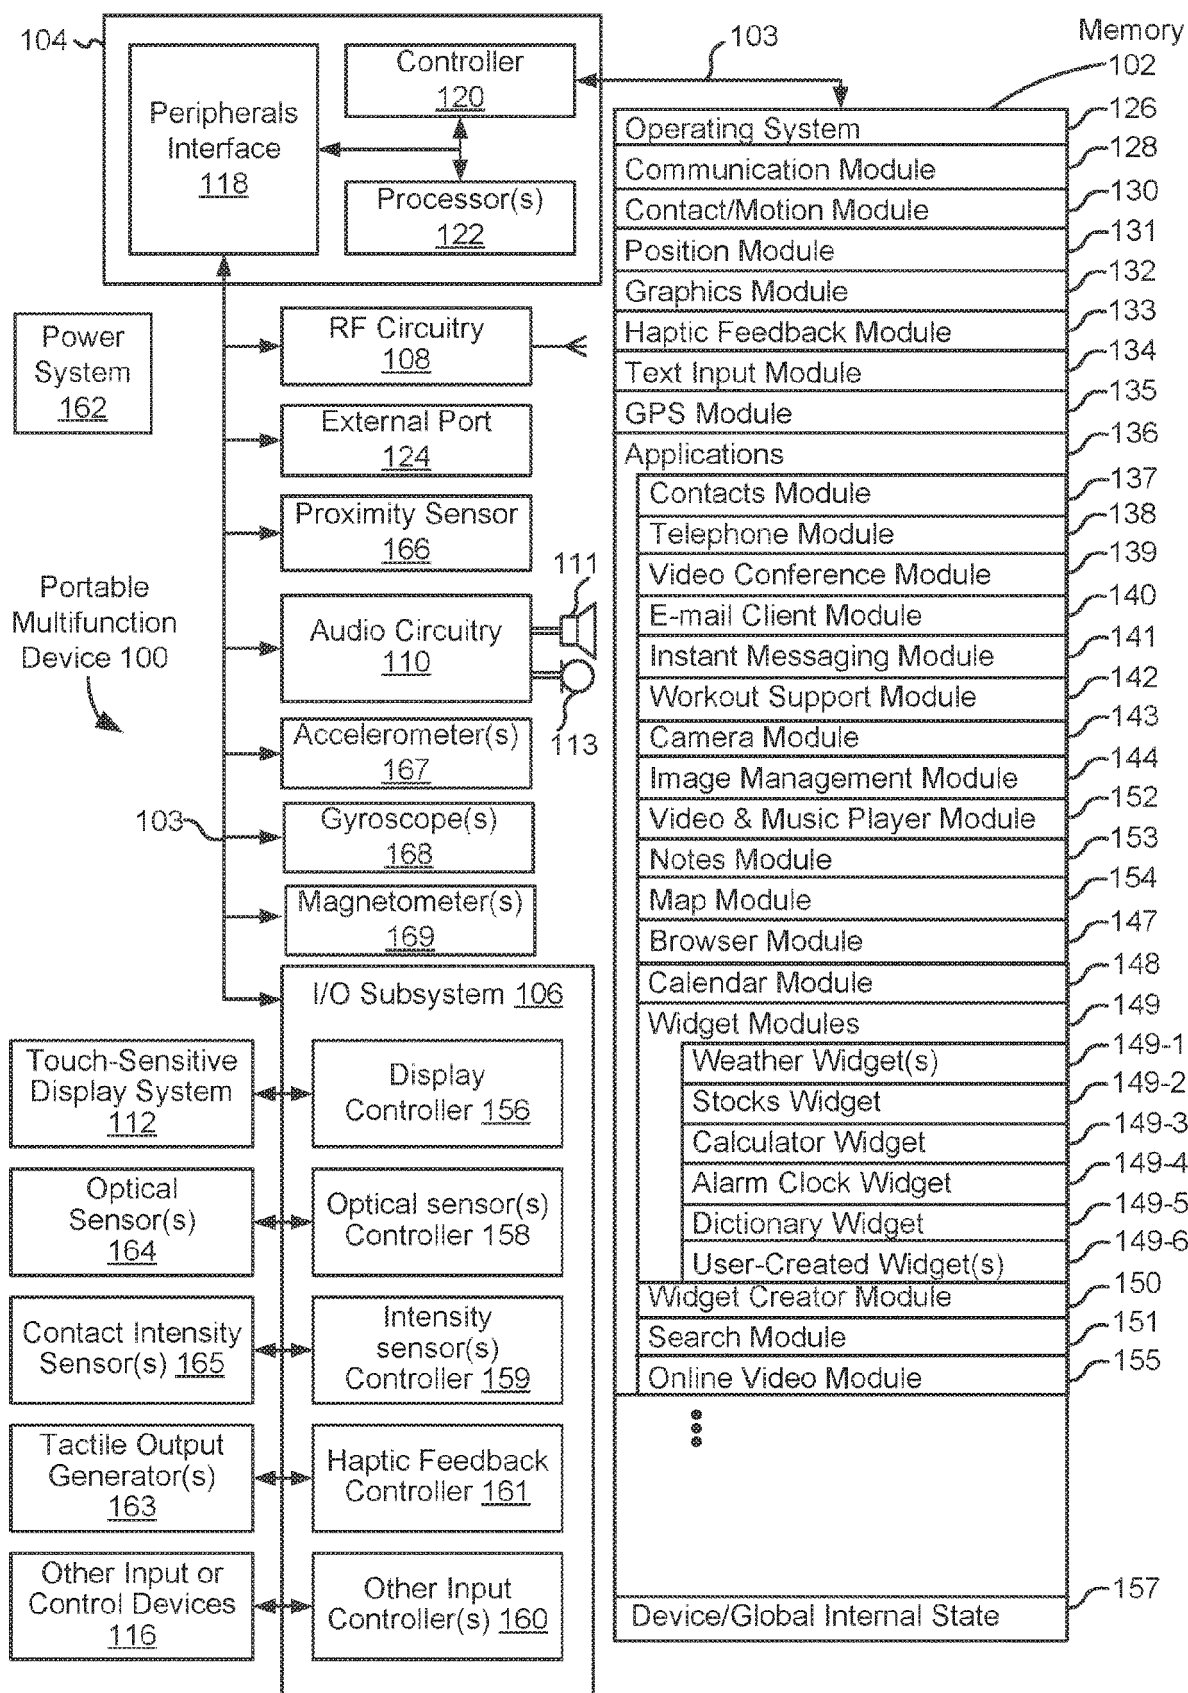 104
Peripherals
Interface
118
Controller
120
Processor(s)
122
103
Memory
102
Power
System
162
RF Circuitry
108
External Port
124
Proximity Sensor
166
Portable
Multifunction
Device 100
Audio Circuitry
110
111
113
Accelerometer(s)
167
103
Gyroscope(s)
168
Magnetometer(s)
169
I/O Subsystem 106
Touch-Sensitive
Display System
112
Display
Controller 156
Optical
Sensor(s)
164
Optical sensor(s)
Controller 158
Contact Intensity
Sensor(s) 165
Intensity
sensor(s)
Controller 159
Tactile Output
Generator(s)
163
Haptic Feedback
Controller 161
Other Input or
Control Devices
116
Other Input
Controller(s) 160
Operating System 126
Communication Module 128
Contact/Motion Module 130
Position Module 131
Graphics Module 132
Haptic Feedback Module 133
Text Input Module 134
GPS Module 135
Applications 136
Contacts Module 137
Telephone Module 138
Video Conference Module 139
E-mail Client Module 140
Instant Messaging Module 141
Workout Support Module 142
Camera Module 143
Image Management Module 144
Video & Music Player Module 152
Notes Module 153
Map Module 154
Browser Module 147
Calendar Module 148
Widget Modules 149
Weather Widget(s) 149-1
Stocks Widget 149-2
Calculator Widget 149-3
Alarm Clock Widget 149-4
Dictionary Widget 149-5
User-Created Widget(s) 149-6
Widget Creator Module 150
Search Module 151
Online Video Module 155
Device/Global Internal State 157